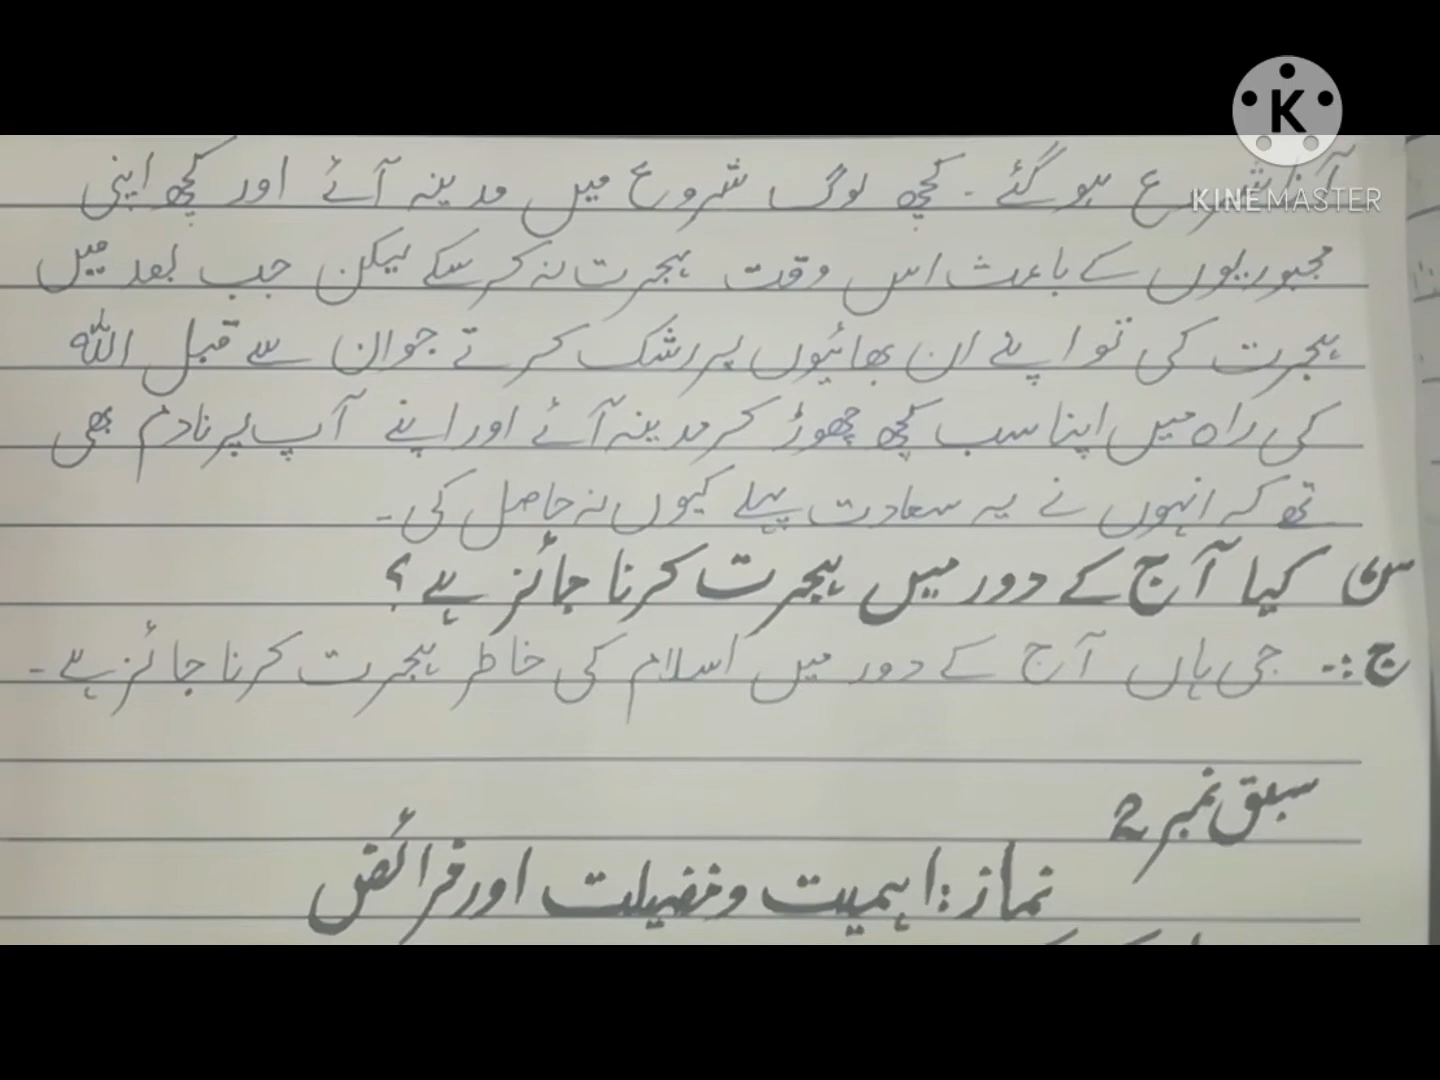 KINEMASTER
آنا شروع ہو گئے ۔ کچھ لوگ شروع میں مدینہ آئے اور کچھ اپنی
مجبوریوں کے باعث اس وقت ہجرت نہ کر سکے لیکن جب بعد میں
ہجرت کی تو اپنے ان بھائیوں پر رشک کرتے جو ان سے قبل اللہ
کی راہ میں اپنا سب کچھ چھوڑ کر مدینہ آئے اور اپنے آپ پر نادم بھی
تھے کہ انہوں نے یہ سعادت پہلے کیوں نہ حاصل کی۔
کیا آج کے دور میں ہجرت کرنا جائز ہے؟
ج:۔ جی ہاں آج کے دور میں اسلام کی خاطر ہجرت کرنا جائز ہے۔
سبق نمبر 2
نماز: اہمیت و فضیلت اور فرائض